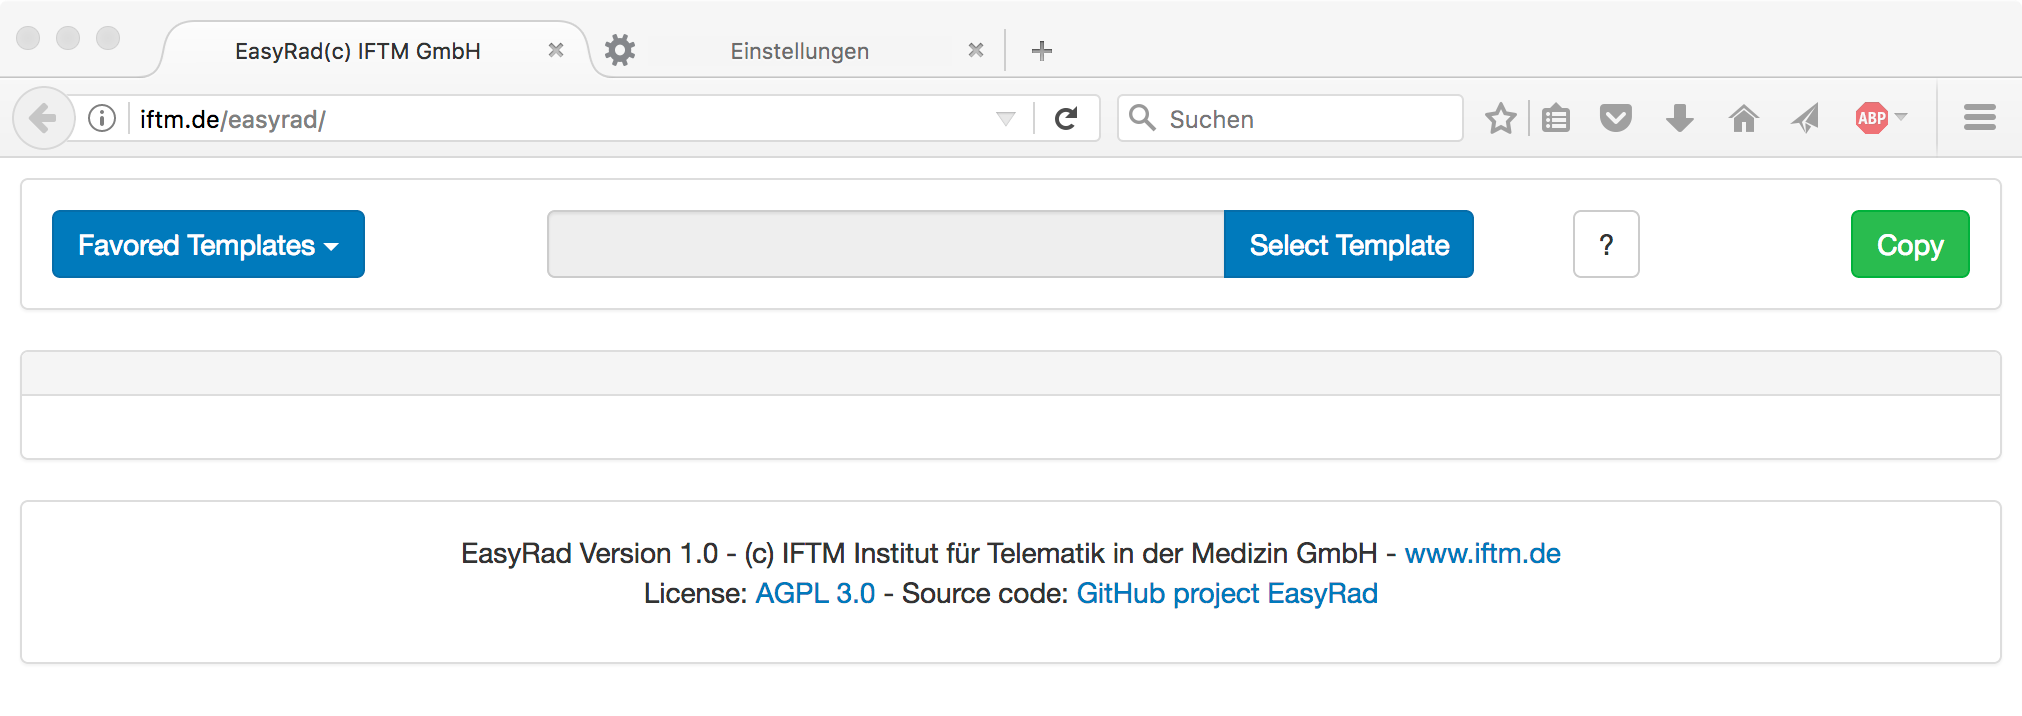 EasyRad(c) IFTM GmbH
Einstellungen
iftm.de/easyrad/
Suchen
ABP
Favored Templates
Select Template
?
Copy
EasyRad Version 1.0 - (c) IFTM Institut für Telematik in der Medizin GmbH - www.iftm.de
License: AGPL 3.0 - Source code: GitHub project EasyRad